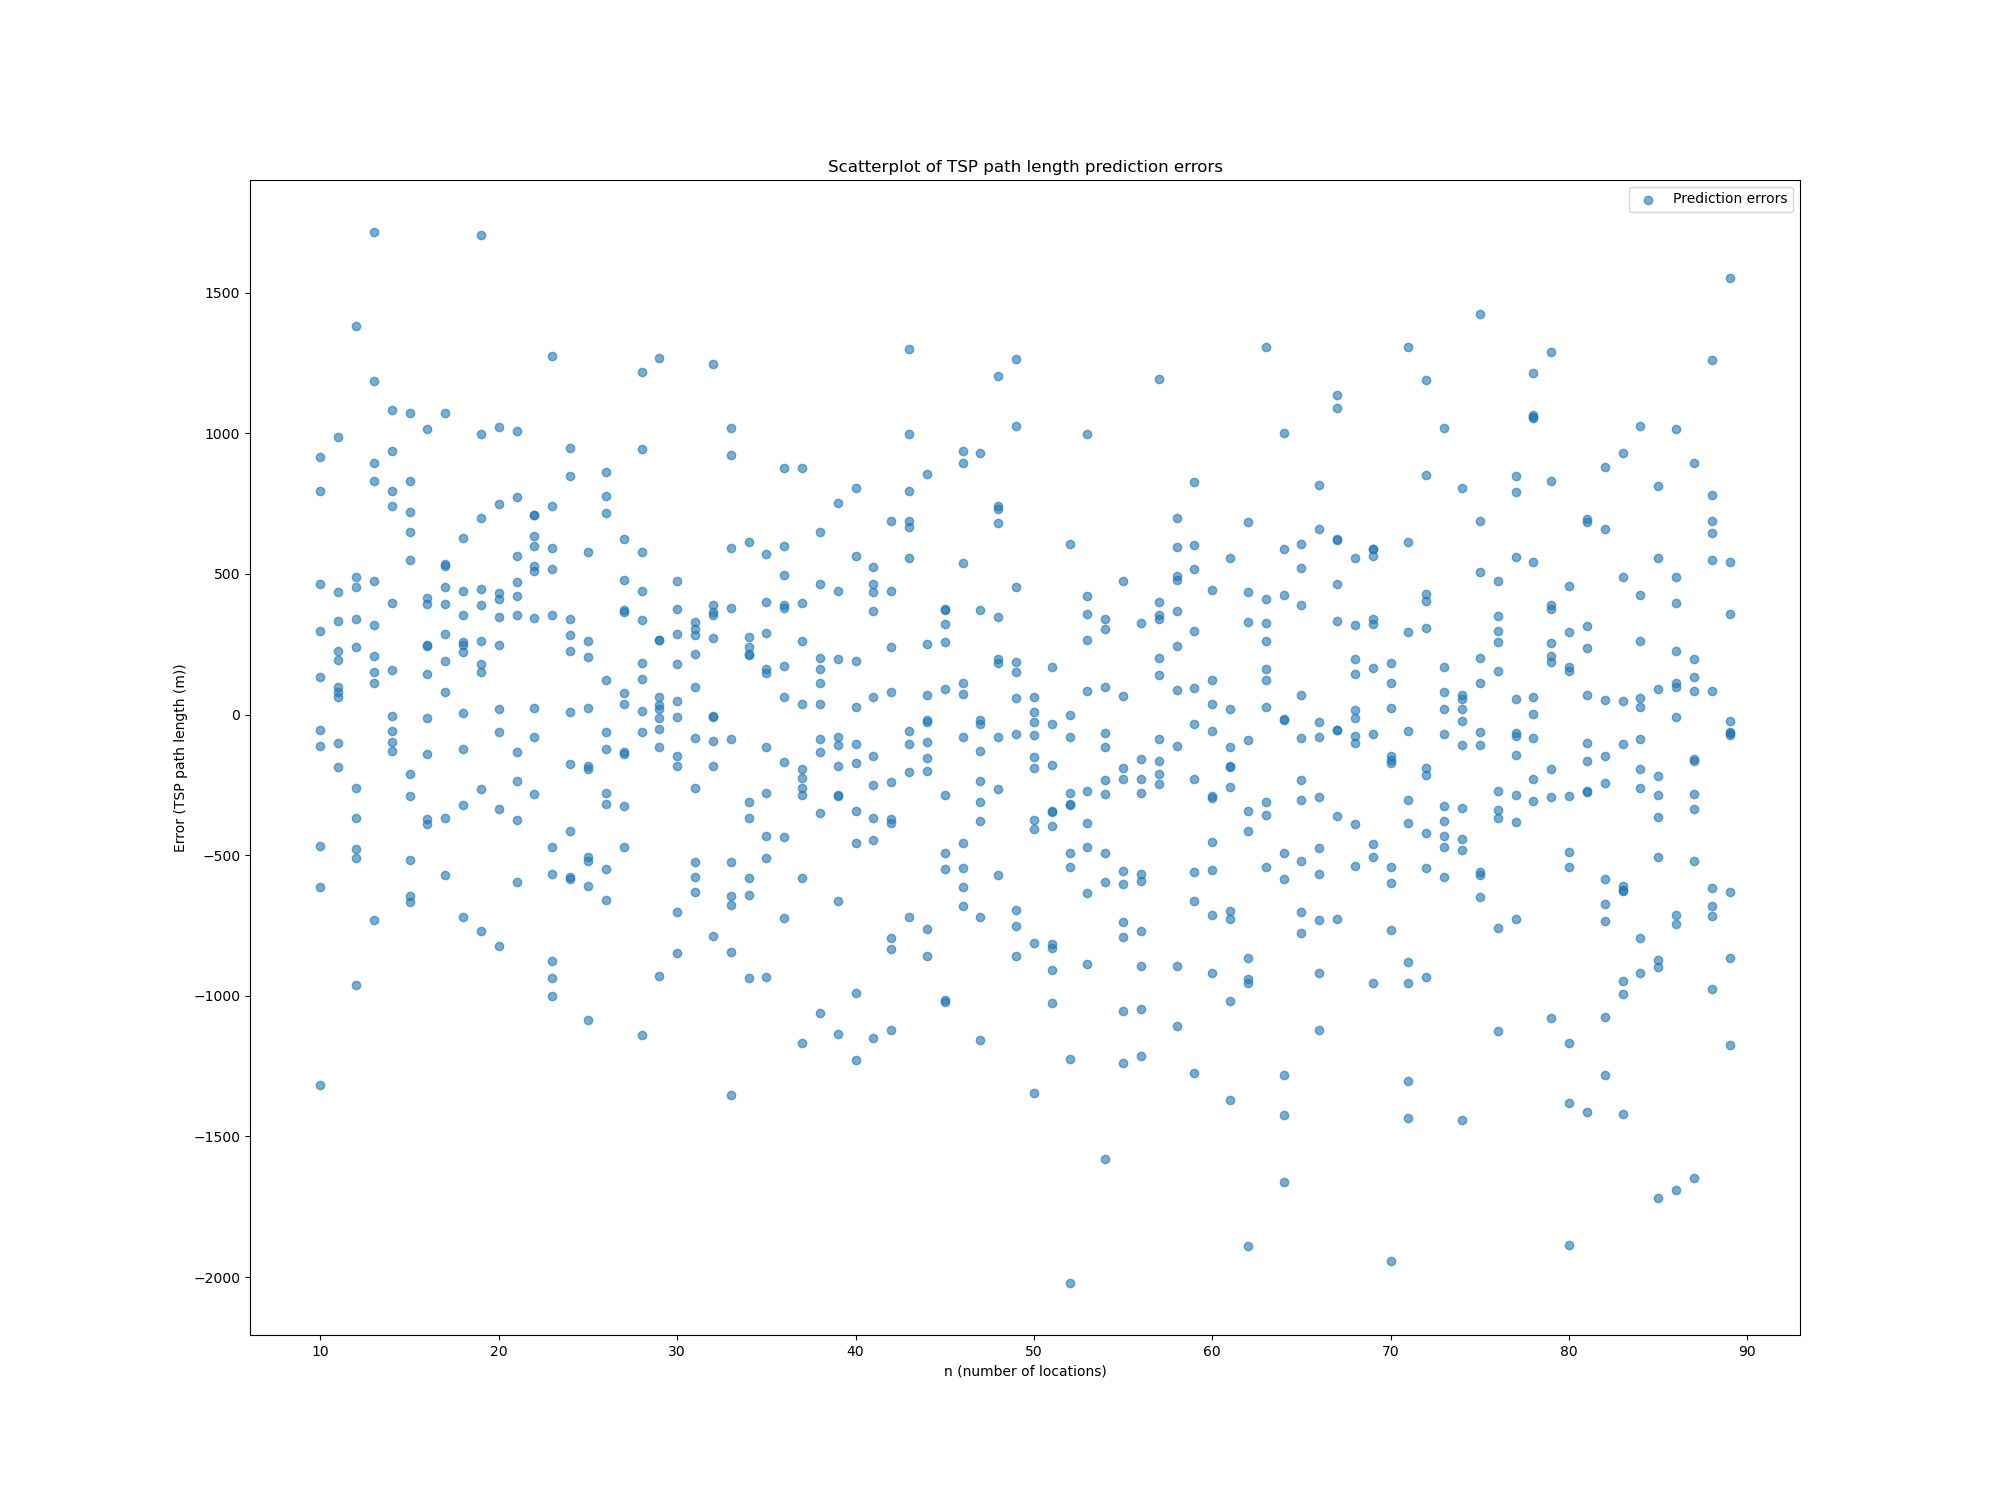 Scatterplot of TSP path length prediction errors
Prediction errors
1500
1000
500
0
−500
−1000
−1500
−2000
Error (TSP path length (m))
10 20 30 40 50 60 70 80 90
n (number of locations)